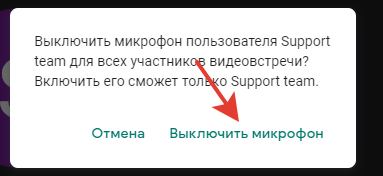 Выключить микрофон пользователя Support
team для всех участников видеовстречи?
Включить его сможет только Support team.
Отмена Выключить микрофон